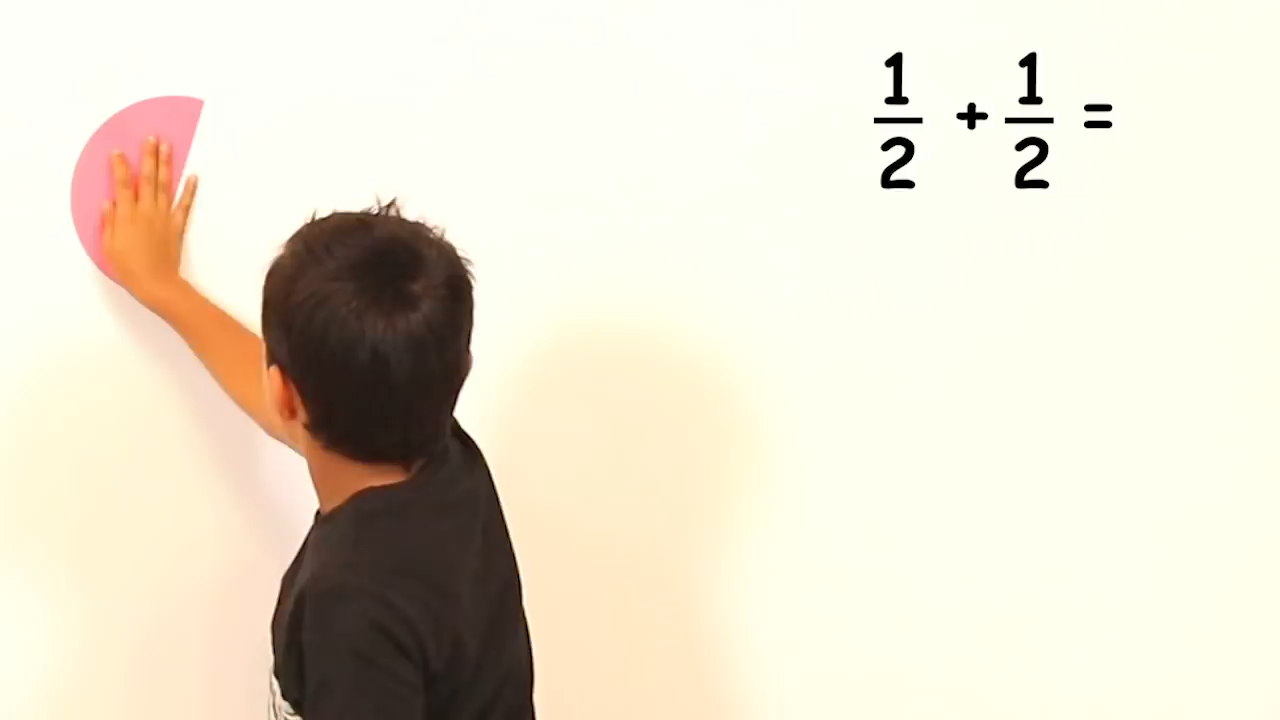 1/2 + 1/2 =